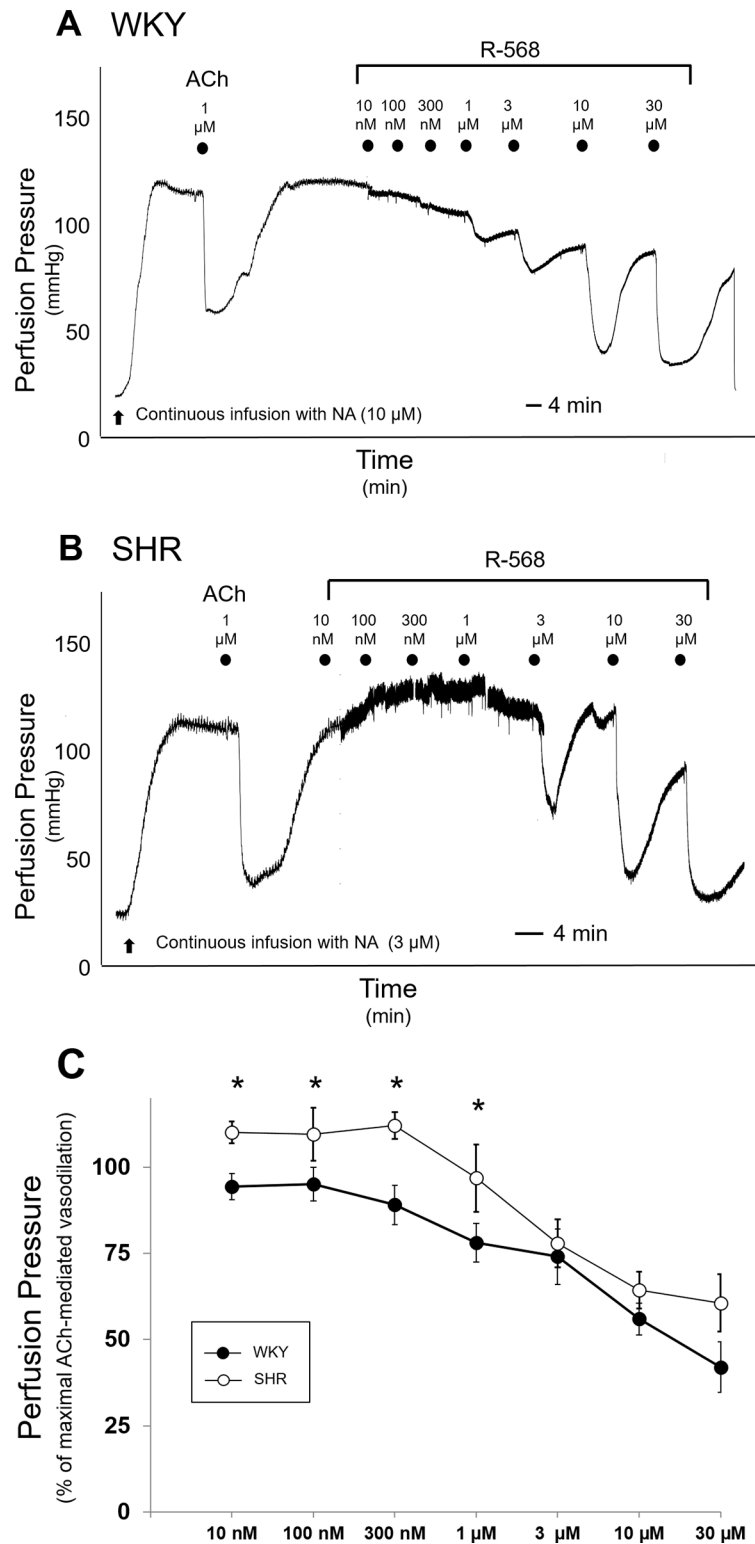 A WKY
R-568
ACh
1 10 100 300 1 3 10 30
µM nM nM nM µM µM µM µM
150
100
50
0
Perfusion Pressure
(mmHg)
Continuous infusion with NA (10 µM)
4 min
Time
(min)
B SHR
R-568
ACh
1 10 100 300 1 3 10 30
µM nM nM nM µM µM µM µM
150
100
50
0
Perfusion Pressure
(mmHg)
Continuous infusion with NA (3 µM)
4 min
Time
(min)
C
* * * *
Perfusion Pressure
(% of maximal ACh-mediated vasodilation)
100
75
50
25
0
WKY
SHR
10 nM 100 nM 300 nM 1 µM 3 µM 10 µM 30 µM